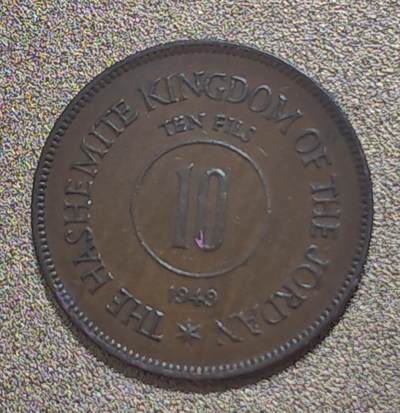 THE HASHEMITE KINGDOM OF THE JORDAN
TEN FILS
10
1949